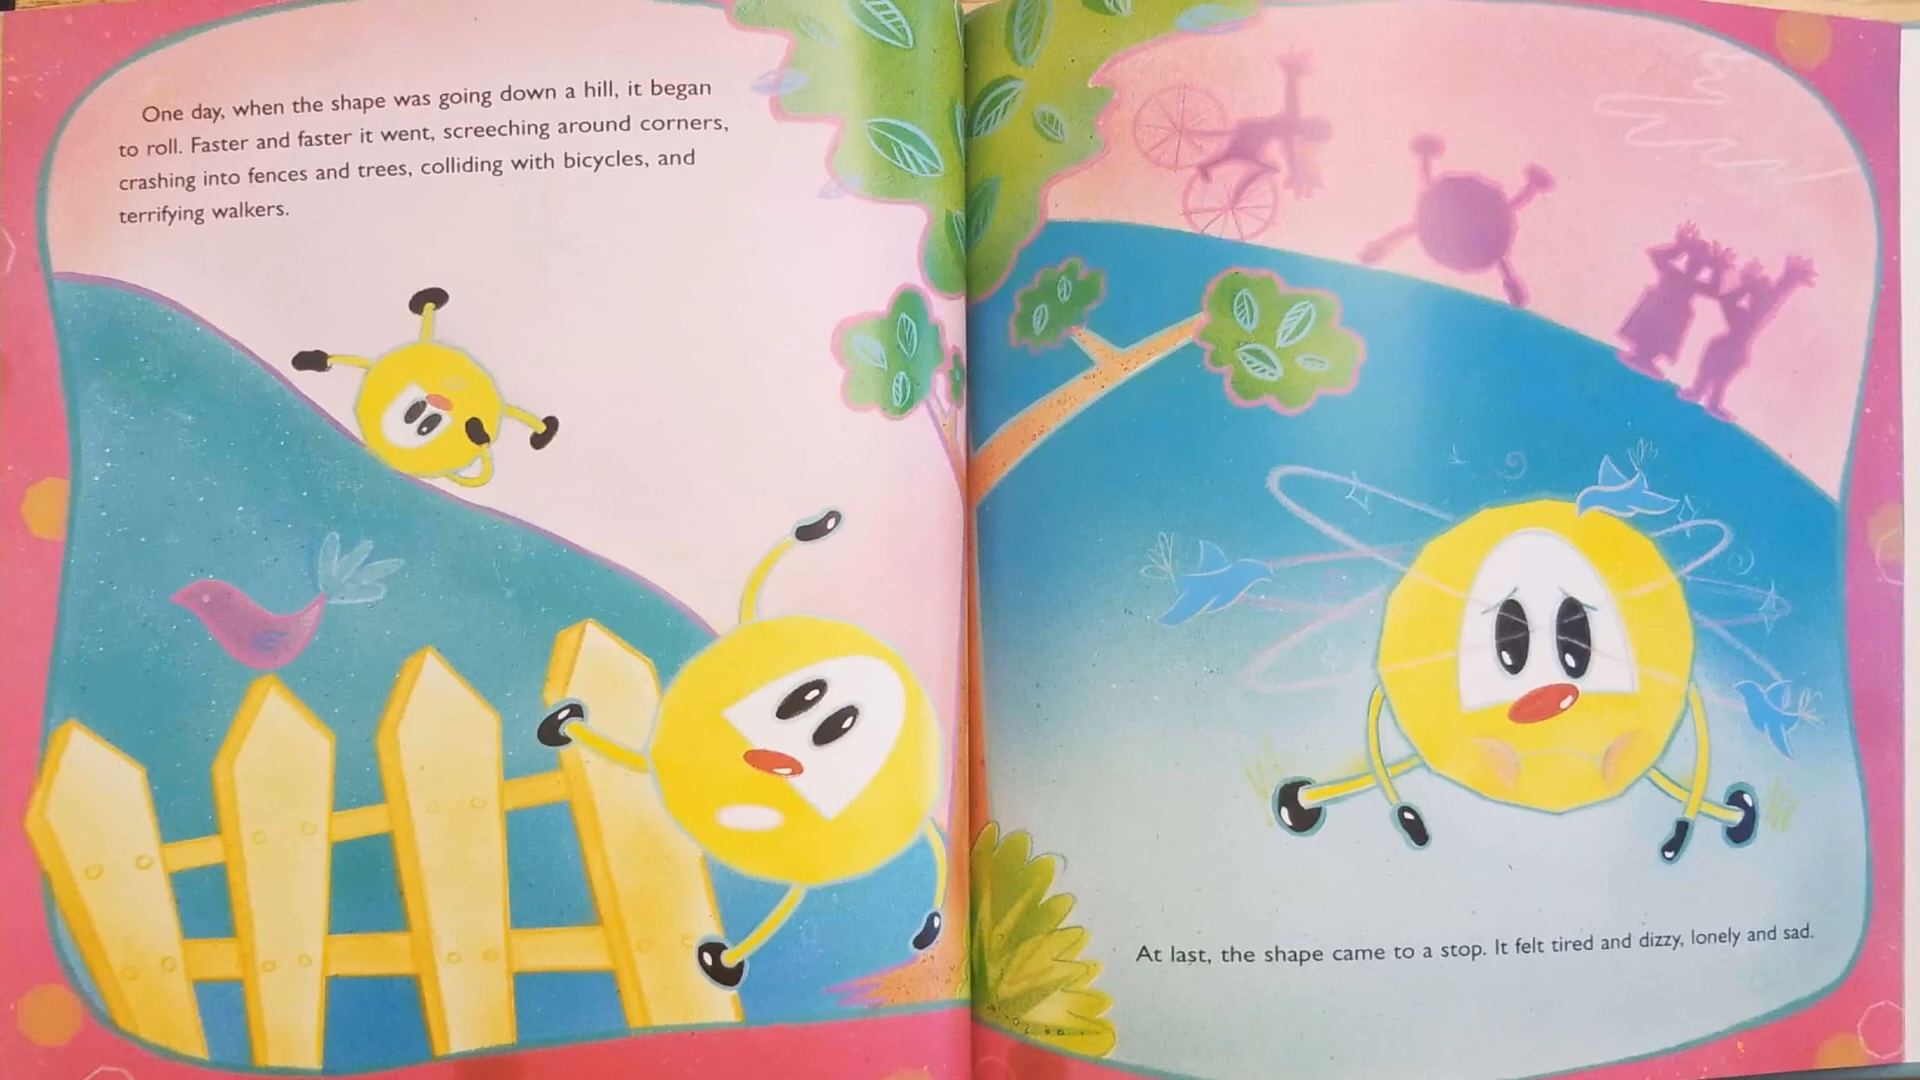 One day, when the shape was going down a hill, it began
to roll. Faster and faster it went, screeching around corners,
crashing into fences and trees, colliding with bicycles, and
terrifying walkers.
At last, the shape came to a stop. It felt tired and dizzy, lonely and sad.